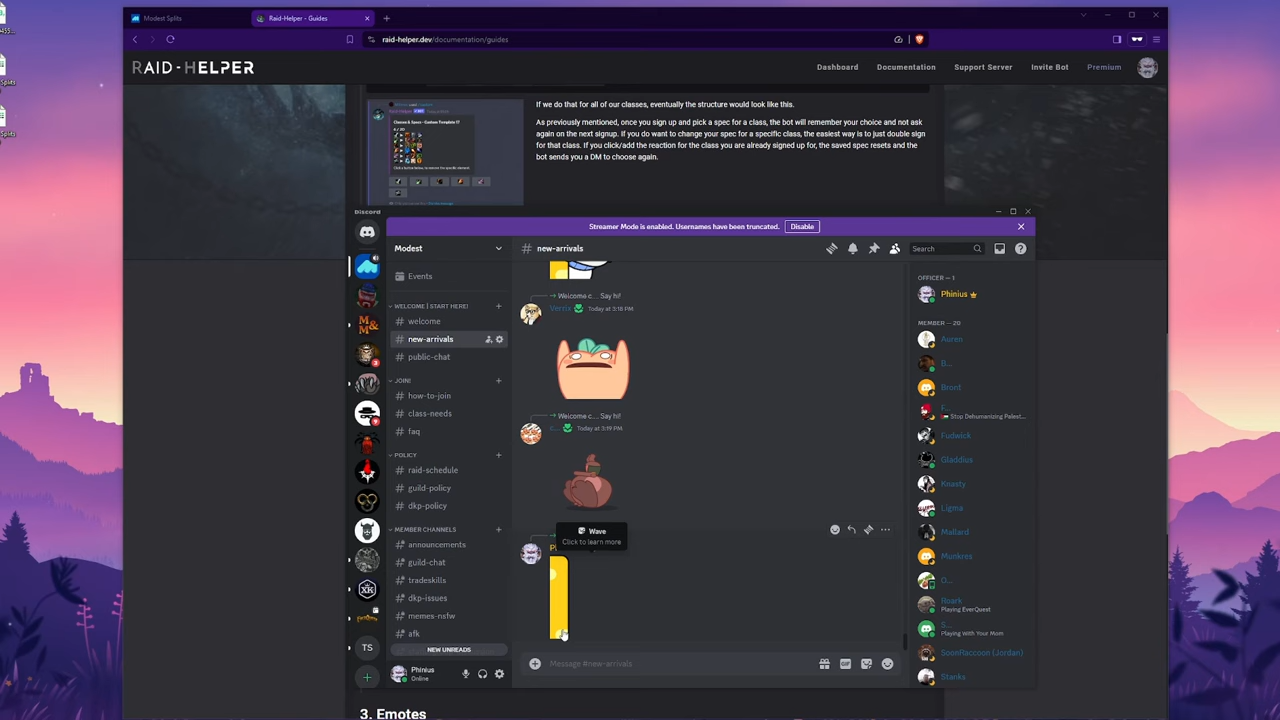 Modest Splits
Raid-Helper - Guides
raid-helper.dev/documentation/guides
455...
Splits
Splits
RAID-HELPER
Dashboard
Documentation
Support Server
Invite Bot
Premium
If we do that for all of our classes, eventually the structure would look like this.
As previously mentioned, once you sign up and pick a spec for a class, the bot will remember your choice and not ask
again on the next signup. If you do want to change your spec for a specific class, the easiest way is to just double sign
for that class. If you click/add the reaction for the class you are already signed up for, the saved spec resets and the
bot sends you a DM to choose again.
Discord
Streamer Mode is enabled. Usernames have been truncated.
Disable
Modest
# new-arrivals
Search
Events
WELCOME | START HERE!
# welcome
# new-arrivals
# public-chat
JOIN!
# how-to-join
# class-needs
# faq
POLICY
# raid-schedule
# guild-policy
# dkp-policy
MEMBER CHANNELS
# announcements
# guild-chat
# tradeskills
# dkp-issues
# memes-nsfw
# afk
NEW UNREADS
TS
Phinius
Online
Welcome c... Say hi!
Versix
Today at 3:18 PM
Welcome c... Say hi!
Today at 3:19 PM
Wave
Click to learn more
Message #new-arrivals
GIF
OFFICER — 1
Phinius
MEMBER — 20
Auren
B...
Bront
F...
Stop Dehumanizing Palest...
Fudwick
Gladdius
Knasty
Ligma
Mallard
Munkres
O...
Roark
Playing EverQuest
S...
Playing With Your Mom
SoonRaccoon (Jordan)
Stanks
3. Emotes